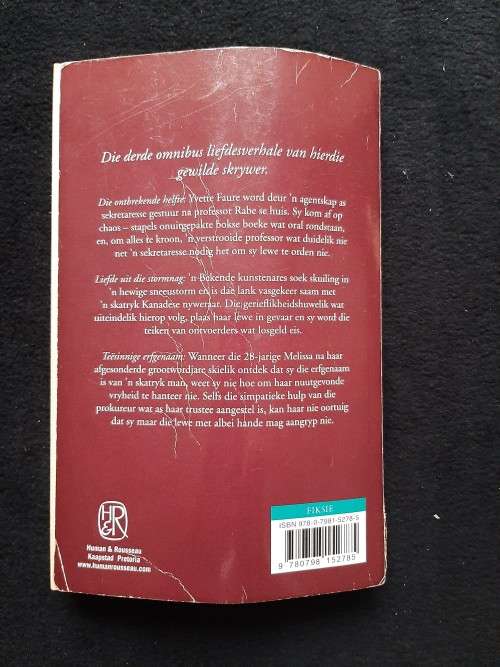 Die derde omnibus liefdesverhale van hierdie
gewilde skrywer.
Die ontbrekende helfte: Yvette Faure word deur 'n agentskap as
sekretaresse gestuur na professor Rabe se huis. Sy kom af op
chaos – stapels onuitgepakte bokse boeke wat oral rondstaan,
en, om alles te kroon, 'n verstrooide professor wat duidelik nie
net 'n sekretaresse nodig het om sy lewe te orden nie.
Liefde uit die stormnag: 'n Bekende kunstenares soek skuiling in
'n hewige sneeustorm en is dae lank vasgekeer saam met
'n skatryk Kanadese nyweraar. Die gerieflikheidshuwelik wat
uiteindelik hierop volg, plaas haar lewe in gevaar en sy word die
teiken van ontvoerders wat losgeld eis.
Teësinnige erfgenaam: Wanneer die 28-jarige Melissa na haar
afgesonderde grootwordjare skielik ontdek dat sy die erfgenaam
is van 'n skatryk man, weet sy nie hoe om haar nuutgevonde
vryheid te hanteer nie. Selfs die simpatieke hulp van die
prokureur wat as haar trustee aangestel is, kan haar nie oortuig
dat sy maar die lewe met albei hande mag aangryp nie.
H&R
Human & Rousseau
Kaapstad Pretoria
www.humanrousseau.com
FIKSIE
ISBN 978-0-7981-5278-5
9 780798 152785